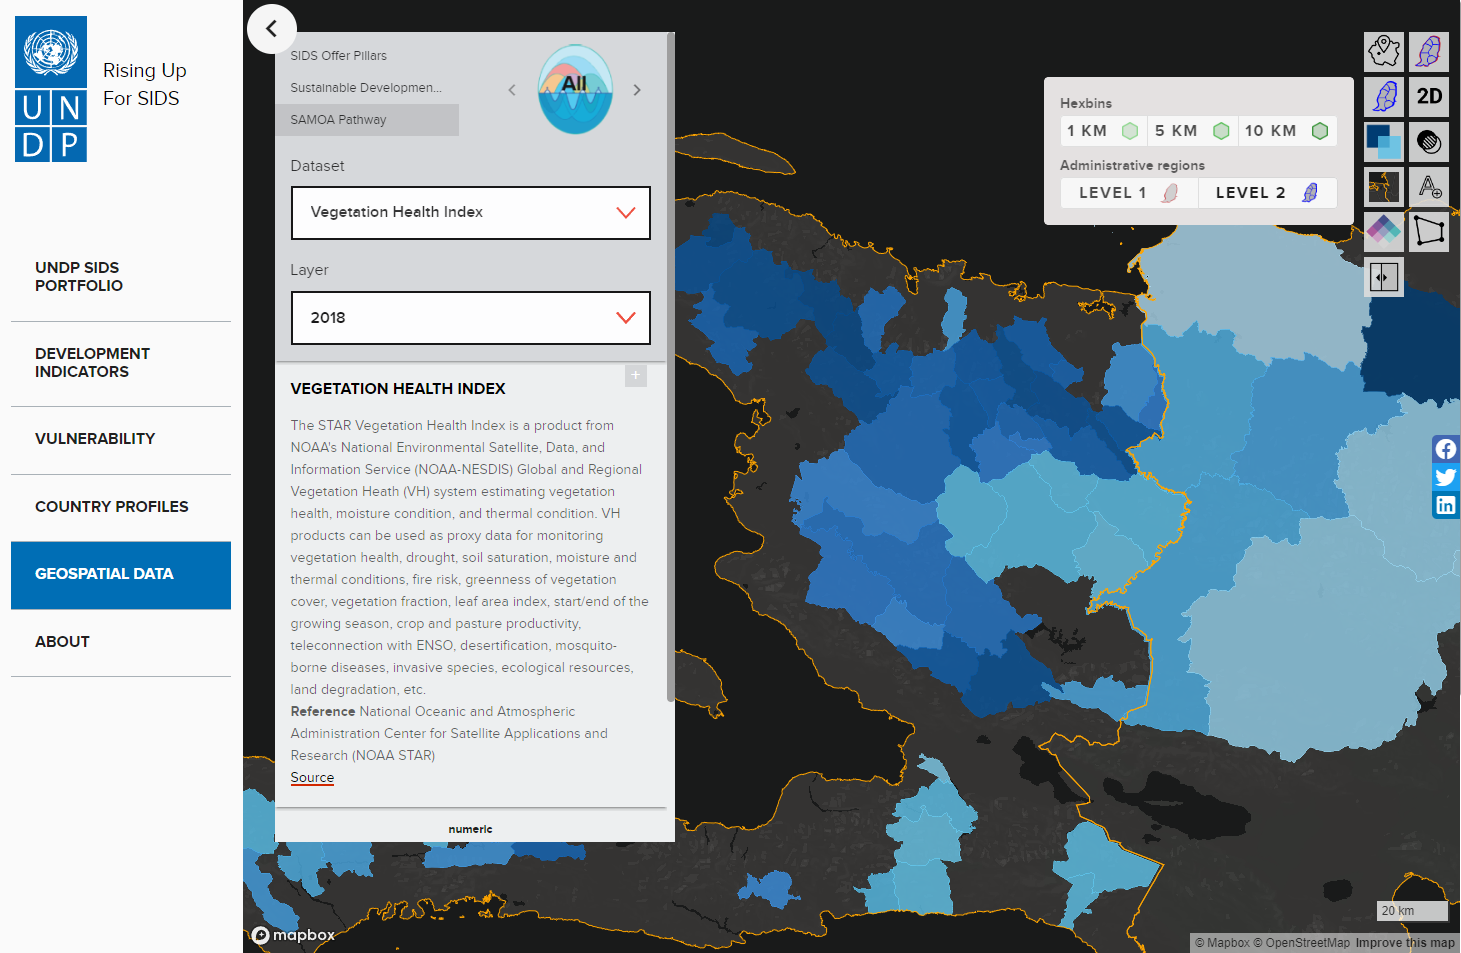 UN
DP
Rising Up
For SIDS
UNDP SIDS
PORTFOLIO
DEVELOPMENT
INDICATORS
VULNERABILITY
COUNTRY PROFILES
GEOSPATIAL DATA
ABOUT
SIDS Offer Pillars
Sustainable Developmen...
SAMOA Pathway
All
Dataset
Vegetation Health Index
Layer
2018
+
VEGETATION HEALTH INDEX
The STAR Vegetation Health Index is a product from
NOAA's National Environmental Satellite, Data, and
Information Service (NOAA-NESDIS) Global and Regional
Vegetation Heath (VH) system estimating vegetation
health, moisture condition, and thermal condition. VH
products can be used as proxy data for monitoring
vegetation health, drought, soil saturation, moisture and
thermal conditions, fire risk, greenness of vegetation
cover, vegetation fraction, leaf area index, start/end of the
growing season, crop and pasture productivity,
teleconnection with ENSO, desertification, mosquito-
borne diseases, invasive species, ecological resources,
land degradation, etc.
Reference National Oceanic and Atmospheric
Administration Center for Satellite Applications and
Research (NOAA STAR)
Source
numeric
Hexbins
1 KM
5 KM
10 KM
Administrative regions
LEVEL 1
LEVEL 2
2D
A
f
in
20 km
mapbox
© Mapbox © OpenStreetMap Improve this map